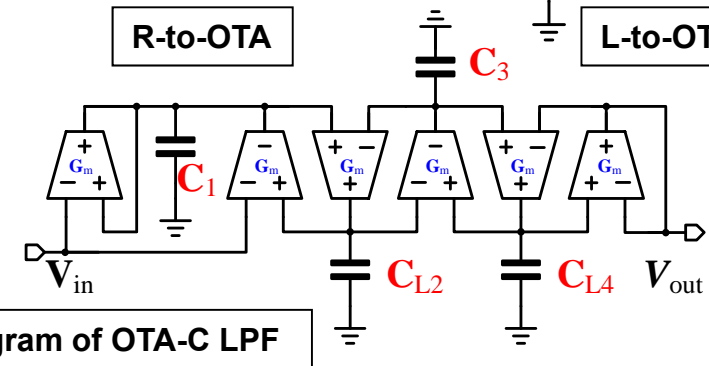 R-to-OTA
L-to-OT
C3
+ + - - + - - +
Gm Gm Gm Gm Gm Gm
- + - + + - + + + -
C1
Vin
CL2
CL4
Vout
gram of OTA-C LPF